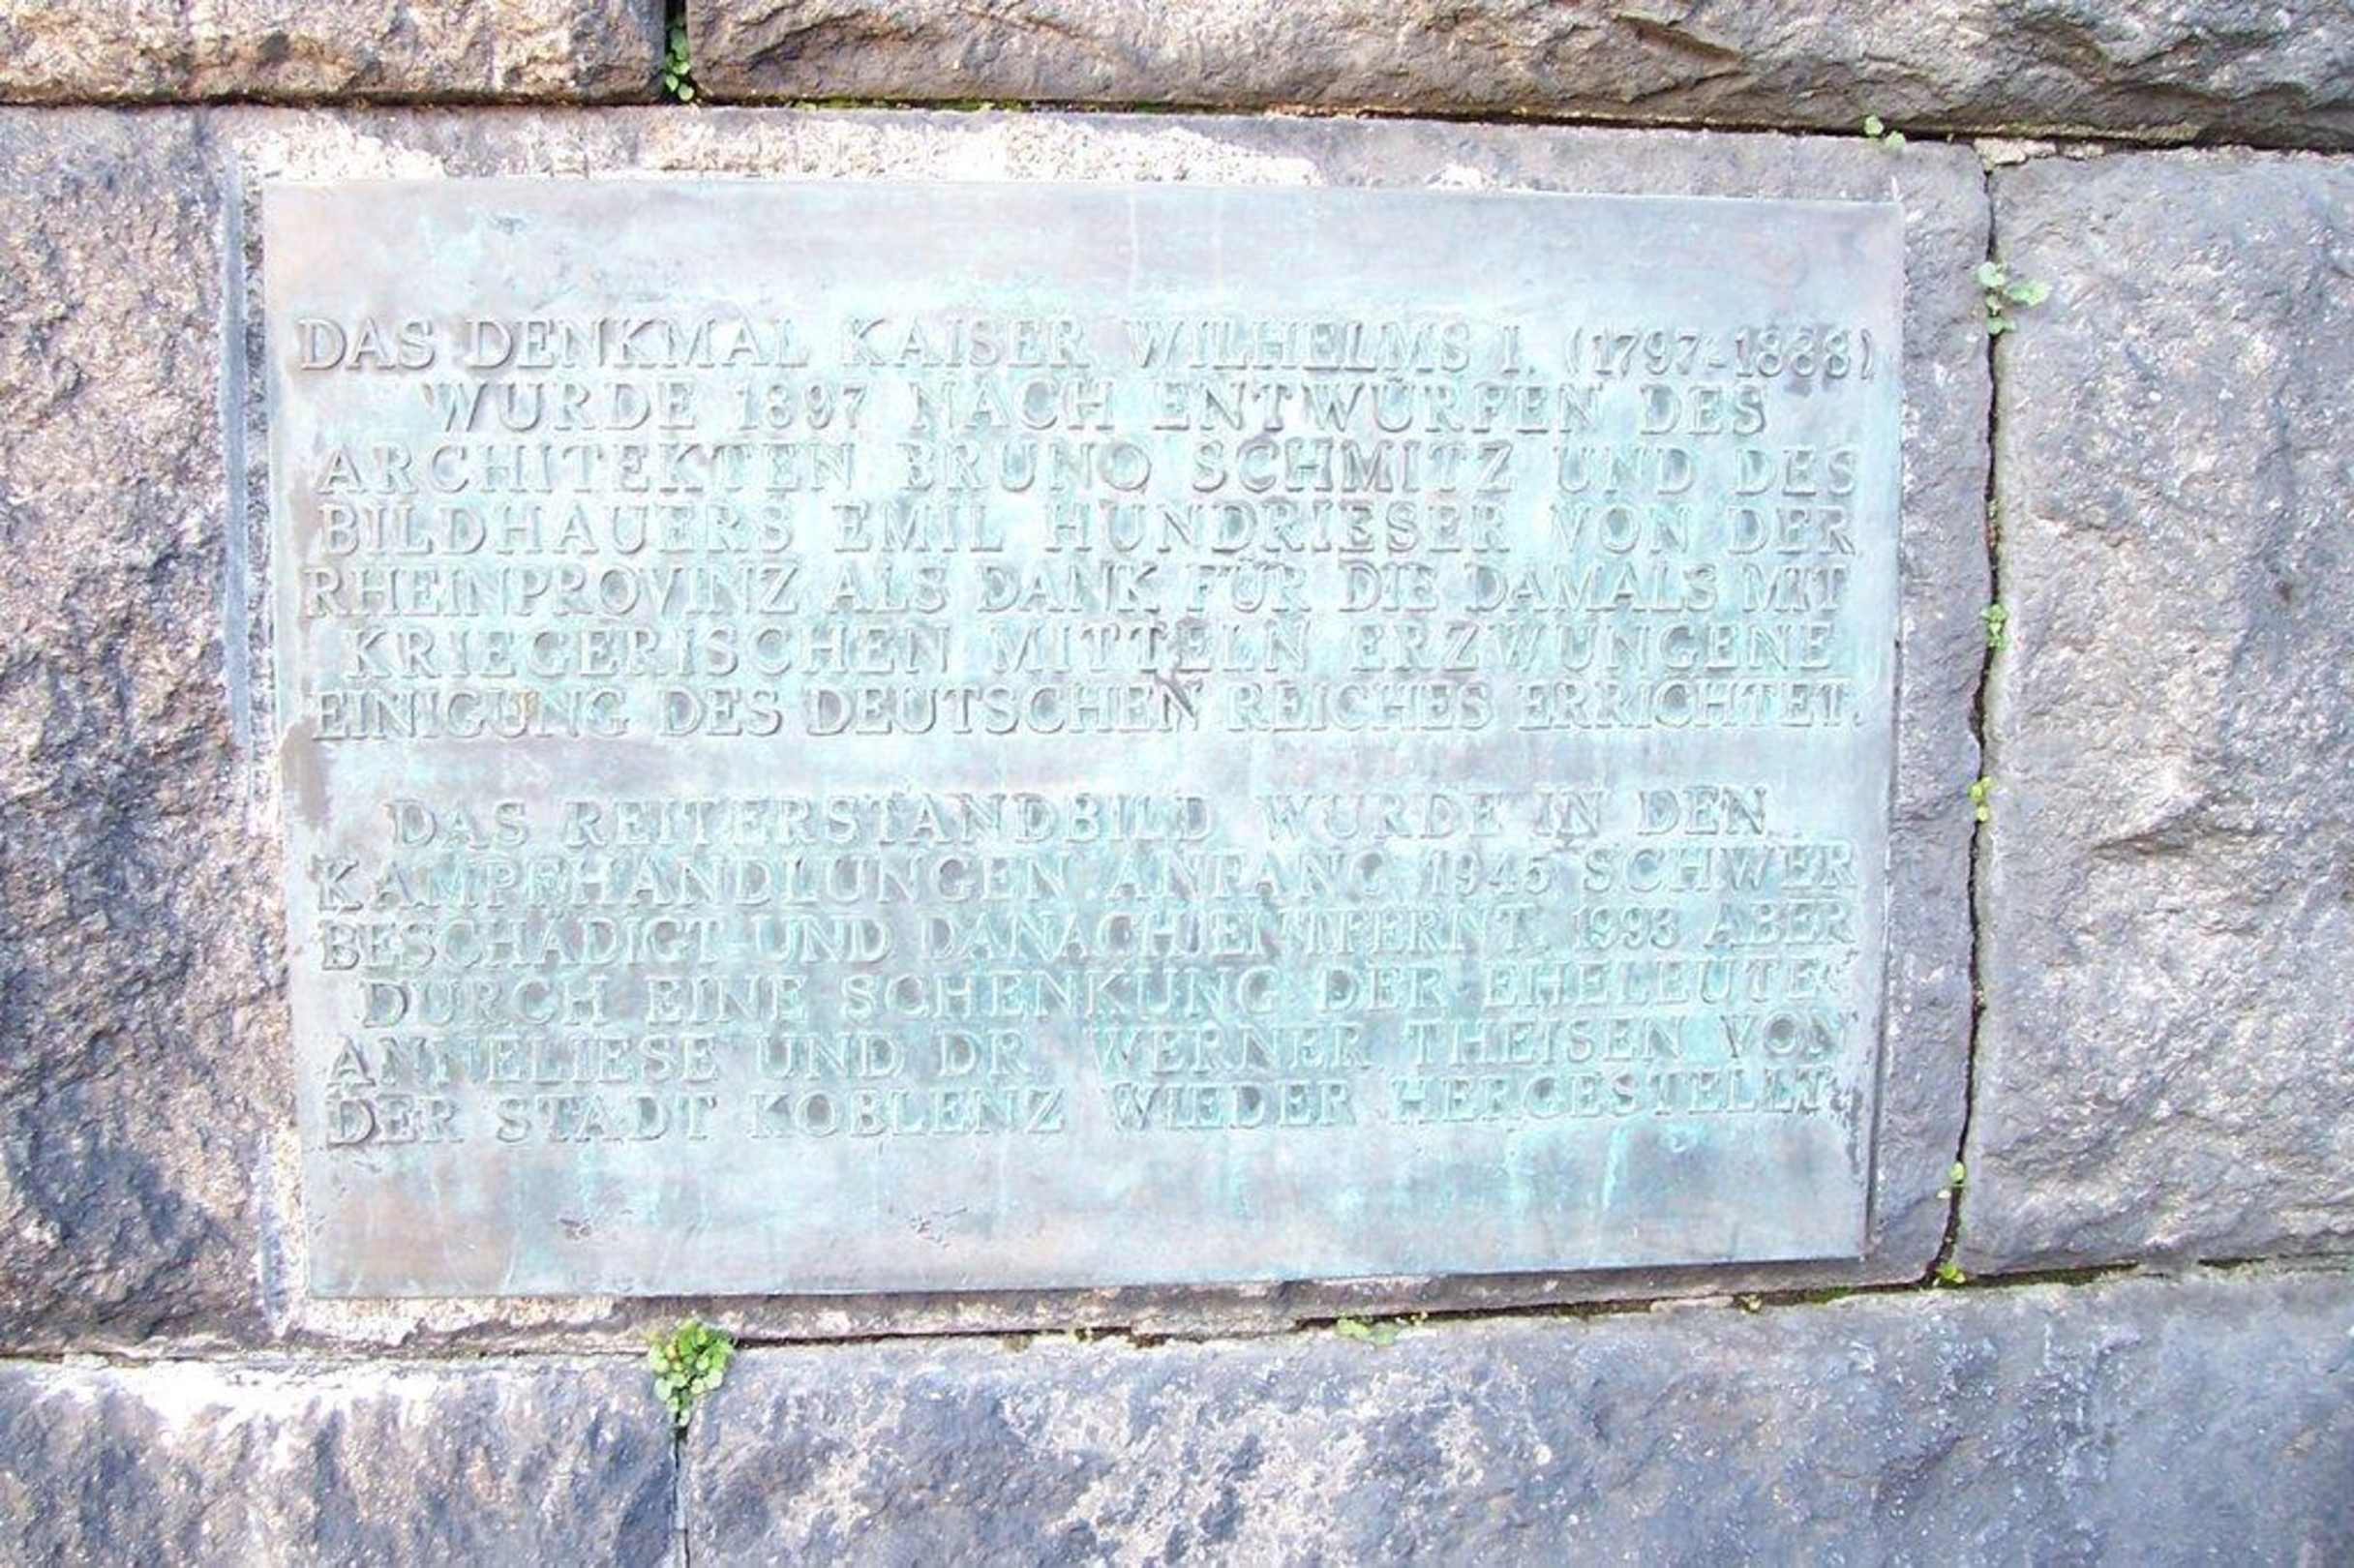 DAS DENKMAL KAISER WILHELMS I. (1797-1888)
WURDE 1897 NACH ENTWÜRFEN DES
ARCHITEKTEN BRUNO SCHMITZ UND DES
BILDHAUERS EMIL HUNDRIESER VON DER
RHEINPROVINZ ALS DANK FÜR DIE DAMALS MIT
KRIEGERISCHEN MITTELN ERZWUNGENE
EINIGUNG DES DEUTSCHEN REICHES ERRICHTET.
DAS REITERSTANDBILD WURDE IN DEN
KAMPFHANDLUNGEN ANFANG 1945 SCHWER
BESCHÄDIGT UND DANACH ENTFERNT, 1993 ABER
DURCH EINE SCHENKUNG DER EHELEUTE
ANNELIESE UND DR. WERNER THEISEN VON
DER STADT KOBLENZ WIEDER HERGESTELLT.